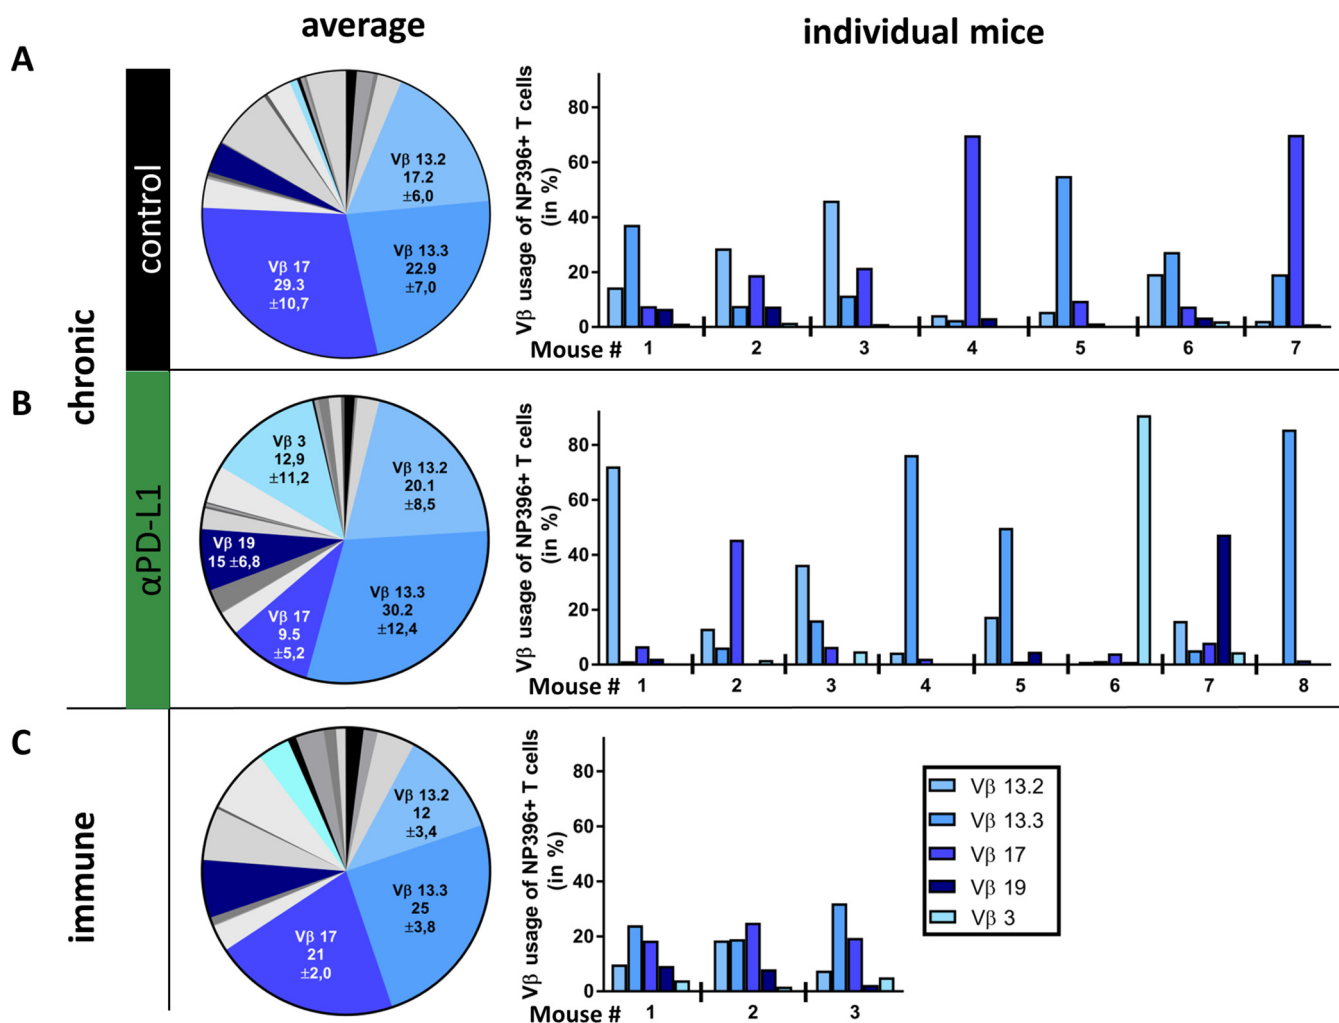 average
individual mice
A
chronic
control
Vβ 13.2
17.2
±6,0
Vβ 13.3
22.9
±7,0
Vβ 17
29.3
±10,7
Vβ usage of NP396+ T cells
(in %)
80
60
40
20
0
Mouse # 1 2 3 4 5 6 7
B
αPD-L1
Vβ 3
12,9
±11,2
Vβ 13.2
20.1
±8,5
Vβ 19
15 ±6,8
Vβ 13.3
30.2
±12,4
Vβ 17
9.5
±5,2
Vβ usage of NP396+ T cells
(in %)
80
60
40
20
0
Mouse # 1 2 3 4 5 6 7 8
C
immune
Vβ 13.2
12
±3,4
Vβ 13.3
25
±3,8
Vβ 17
21
±2,0
Vβ usage of NP396+ T cells
(in %)
80
60
40
20
0
Mouse # 1 2 3
Vβ 13.2
Vβ 13.3
Vβ 17
Vβ 19
Vβ 3